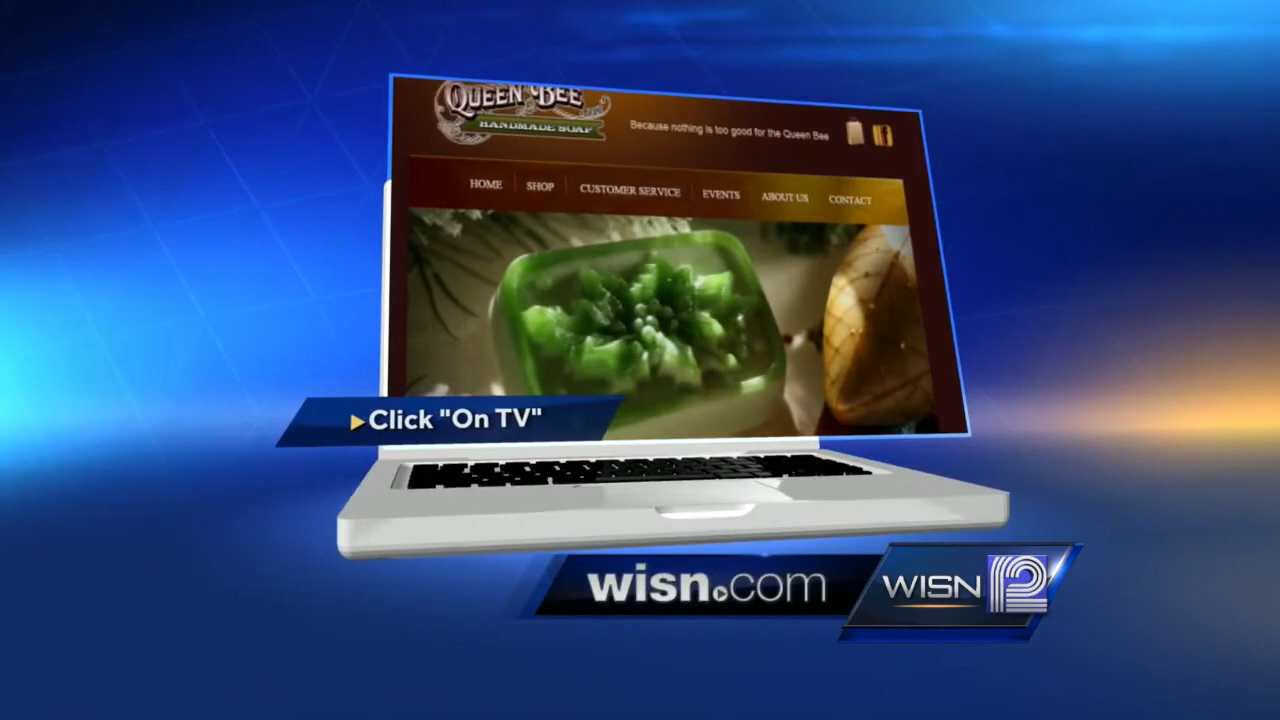 QUEEN BEE
HANDMADE SOAP
Because nothing is too good for the Queen Bee
HOME
SHOP
CUSTOMER SERVICE
EVENTS
ABOUT US
CONTACT
Click "On TV"
wisn.com
WISN 12